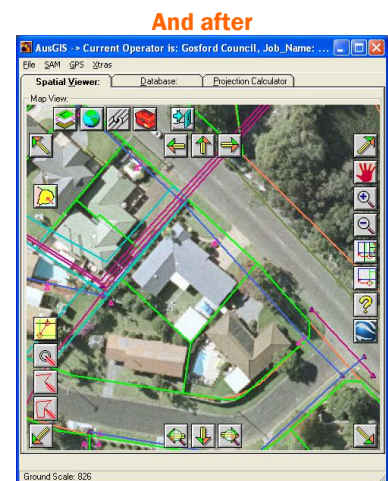 And after
AusGIS -> Current Operator is: Gosford Council, Job_Name: ...
File SAM GPS Xtras
Spatial Viewer: Database: Projection Calculator
Map View:
Ground Scale: 826